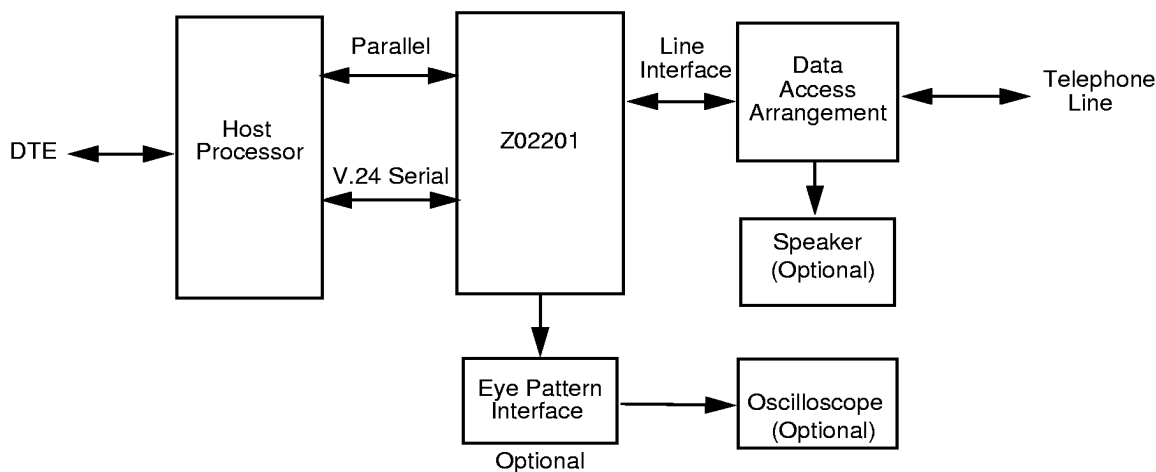 DTE
Host
Processor
Parallel
V.24 Serial
Z02201
Line
Interface
Data
Access
Arrangement
Telephone
Line
Speaker
(Optional)
Eye Pattern
Interface
Optional
Oscilloscope
(Optional)